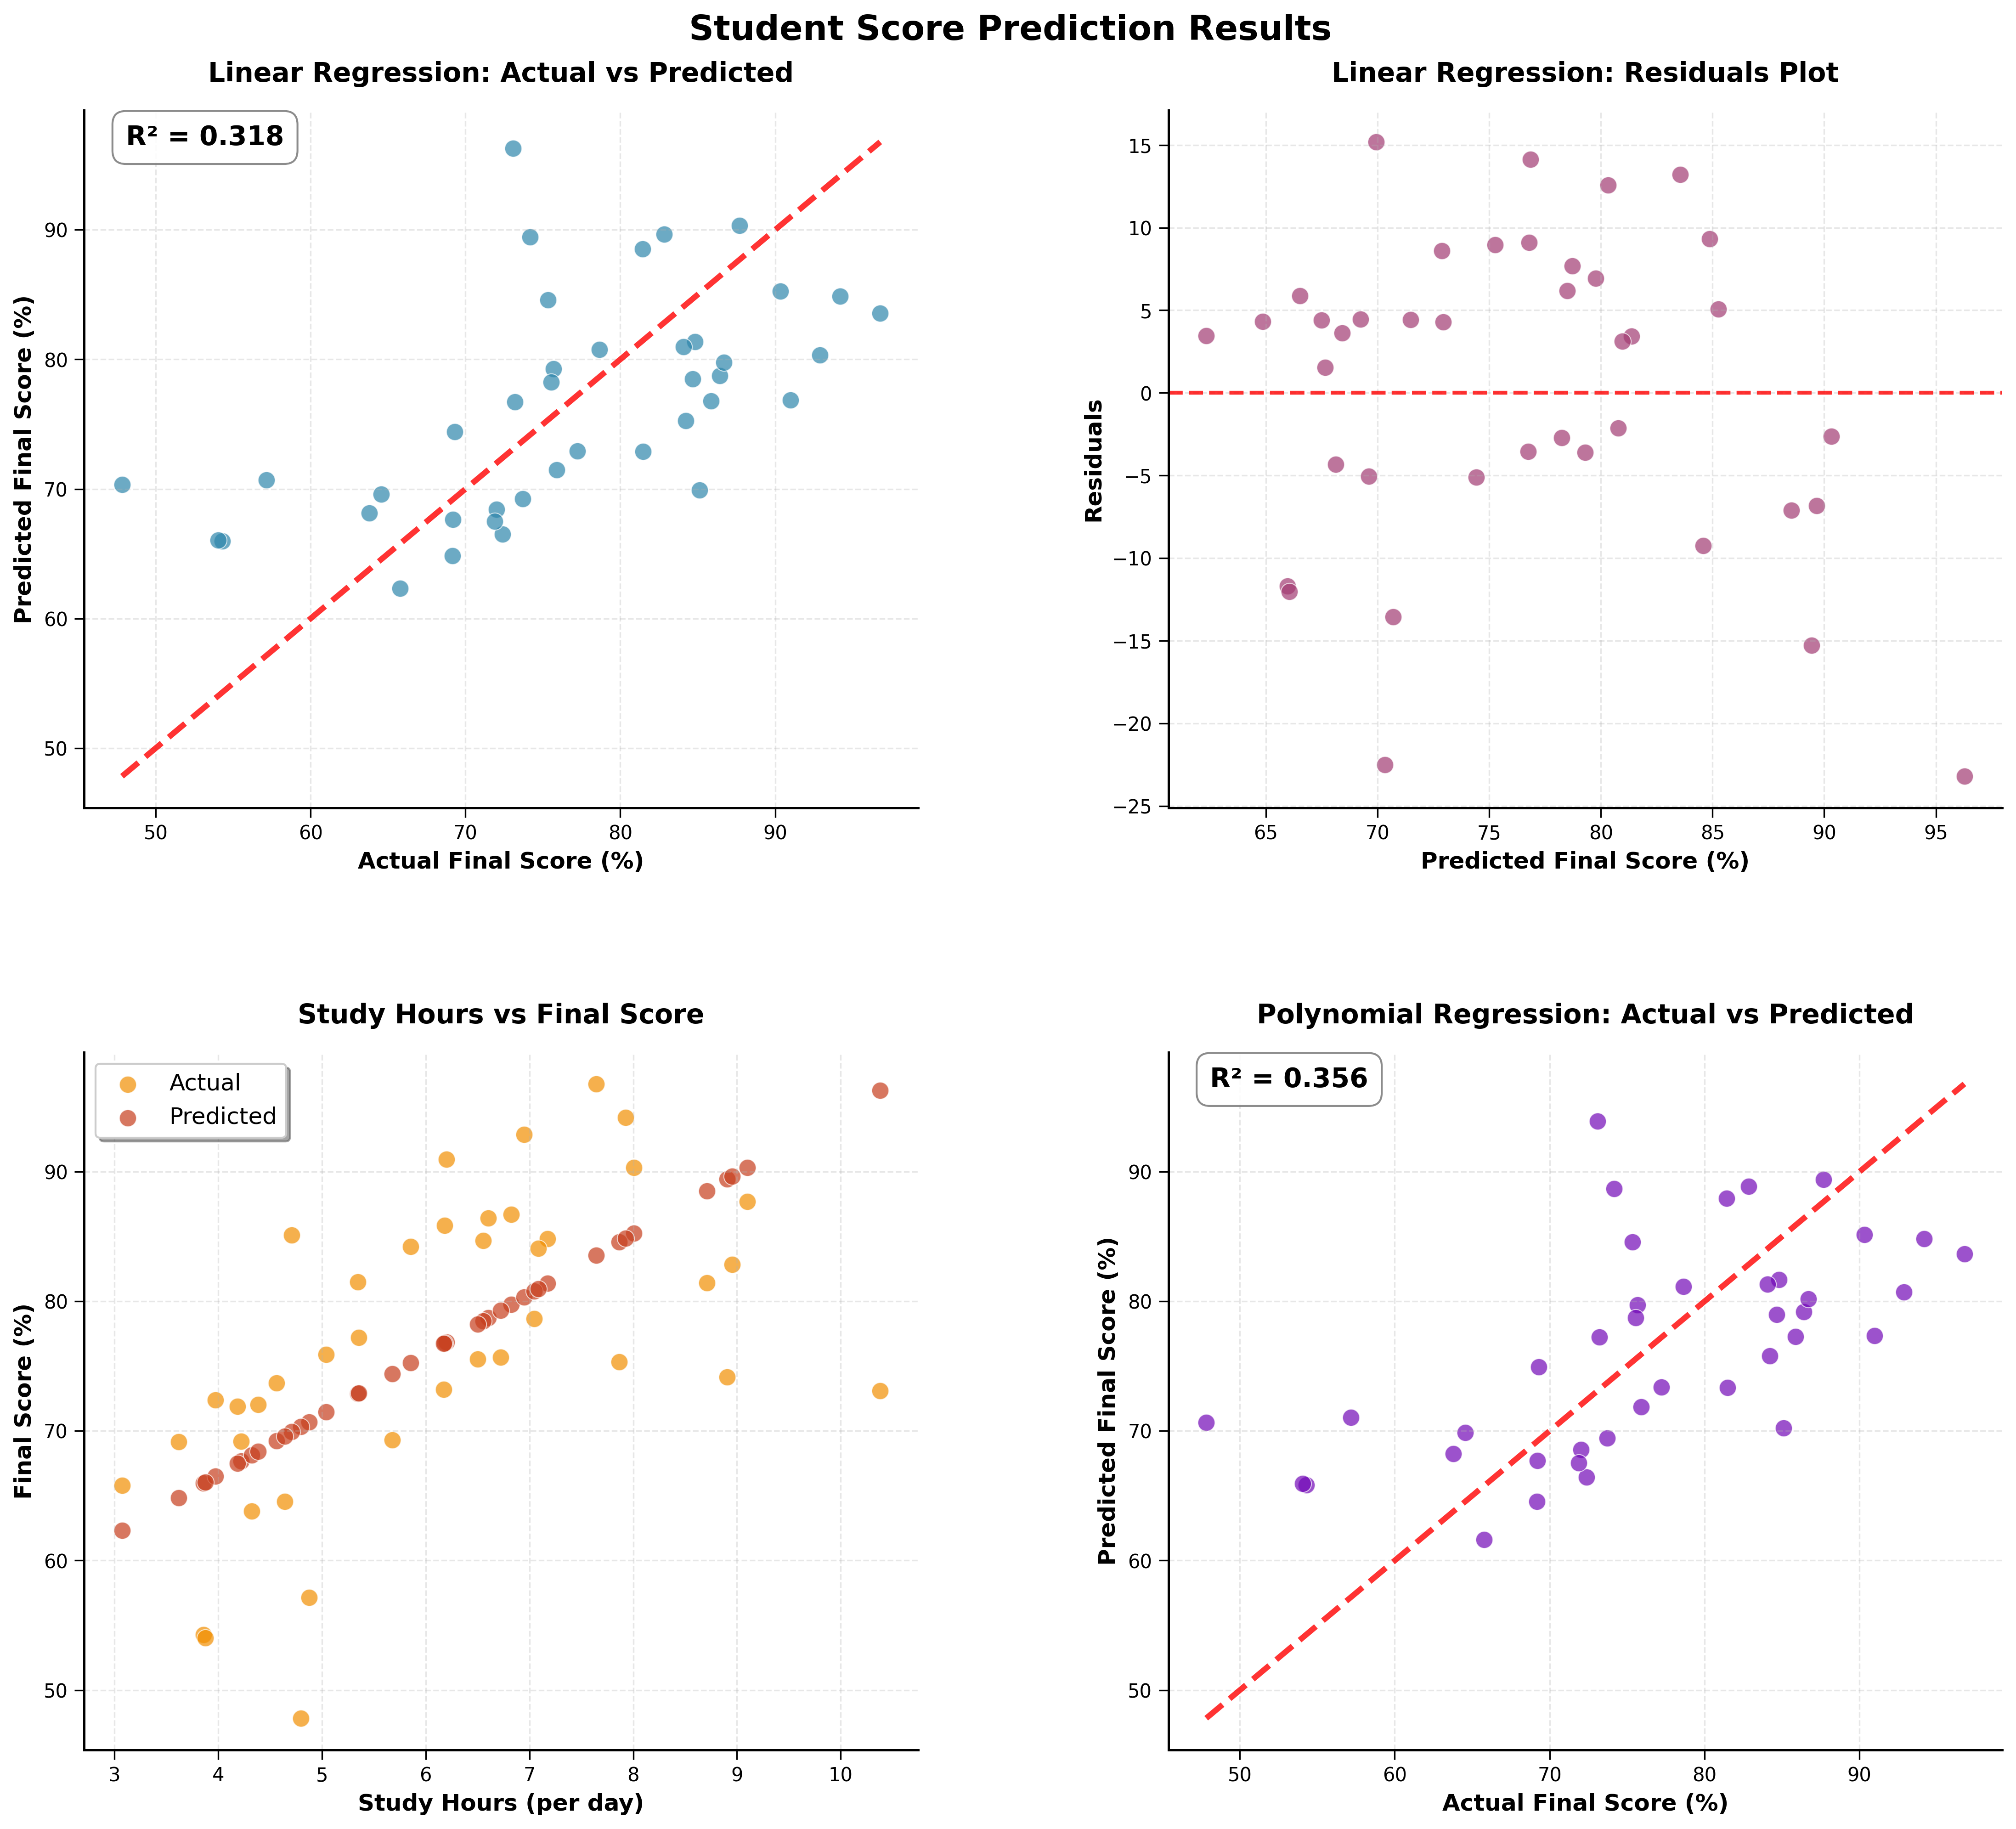 Student Score Prediction Results
Linear Regression: Actual vs Predicted
R² = 0.318
90
80
70
60
50
Predicted Final Score (%)
50 60 70 80 90
Actual Final Score (%)
Linear Regression: Residuals Plot
15
10
5
0
−5
−10
−15
−20
−25
Residuals
65 70 75 80 85 90 95
Predicted Final Score (%)
Study Hours vs Final Score
Actual
Predicted
90
80
70
60
50
Final Score (%)
3 4 5 6 7 8 9 10
Study Hours (per day)
Polynomial Regression: Actual vs Predicted
R² = 0.356
90
80
70
60
50
Predicted Final Score (%)
50 60 70 80 90
Actual Final Score (%)